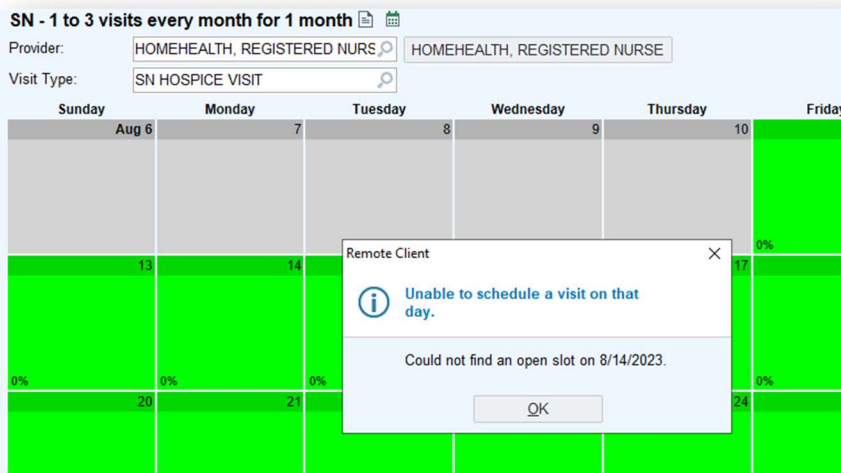 SN - 1 to 3 visits every month for 1 month
Provider: HOMEHEALTH, REGISTERED NURS HOMEHEALTH, REGISTERED NURSE
Visit Type: SN HOSPICE VISIT
Sunday Monday Tuesday Wednesday Thursday Friday
Aug 6 7 8 9 10
0%
Remote Client
13 14 17
Unable to schedule a visit on that
day.
Could not find an open slot on 8/14/2023.
0% 0% 0% 0%
20 21 24
OK